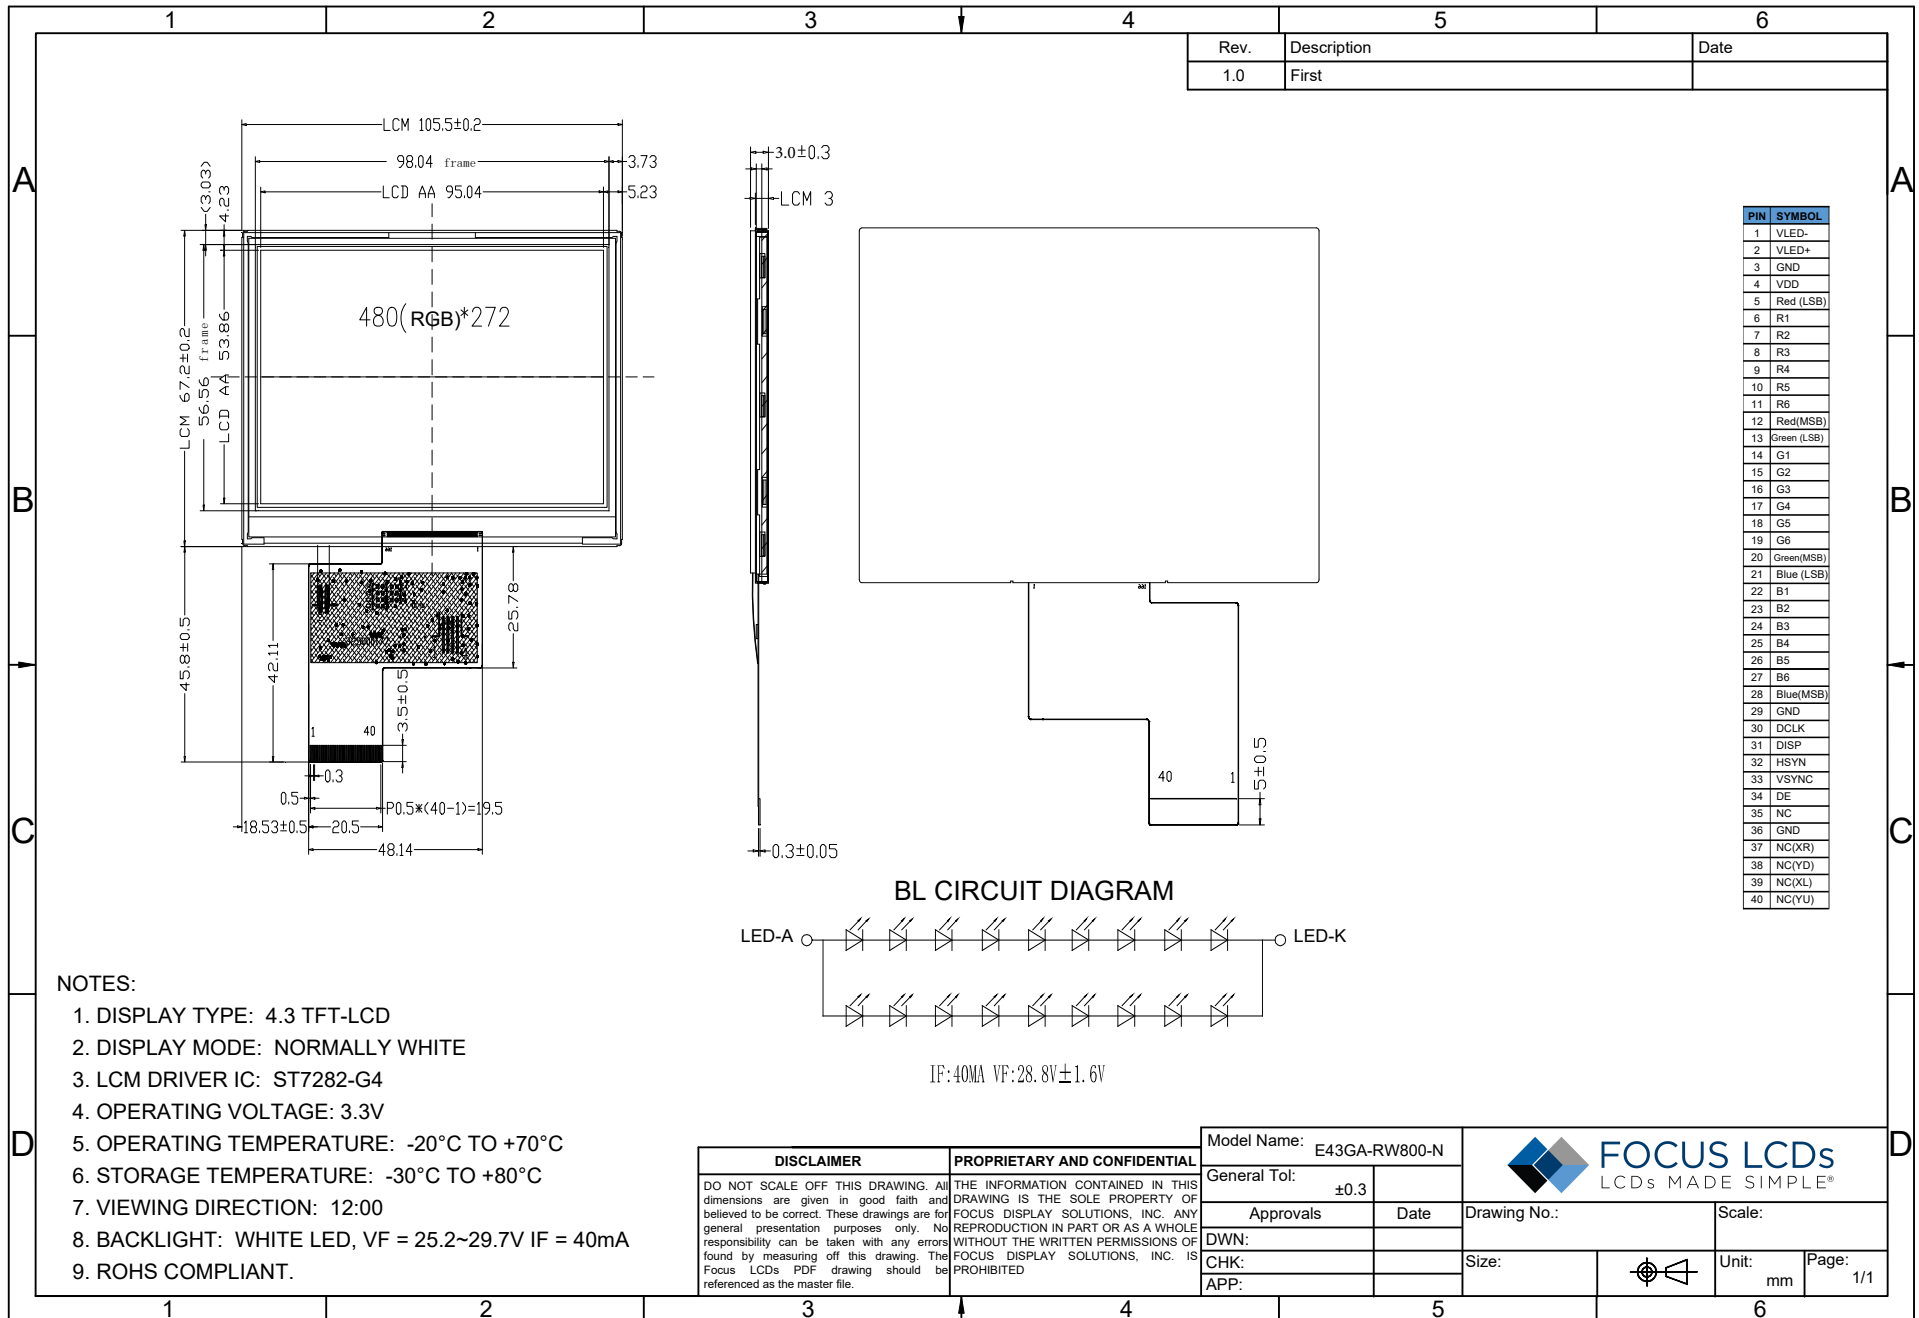 1 2 3 4 5 6
Rev. Description Date
1.0 First
A
B
C
D
LCM 105.5±0.2
98.04 frame
3.73
LCD AA 95.04
5.23
(3.03)
4.23
LCM 67.2±0.2
56.56 frame
LCD AA 53.86
480(RGB)*272
45.8±0.5
42.11
25.78
3.5±0.5
1 40
0.3
0.5
P0.5*(40-1)=19.5
18.53±0.5
20.5
48.14
3.0±0.3
LCM 3
0.3±0.05
1
40 1
5±0.5
PIN SYMBOL
1 VLED-
2 VLED+
3 GND
4 VDD
5 Red (LSB)
6 R1
7 R2
8 R3
9 R4
10 R5
11 R6
12 Red(MSB)
13 Green (LSB)
14 G1
15 G2
16 G3
17 G4
18 G5
19 G6
20 Green(MSB)
21 Blue (LSB)
22 B1
23 B2
24 B3
25 B4
26 B5
27 B6
28 Blue(MSB)
29 GND
30 DCLK
31 DISP
32 HSYN
33 VSYNC
34 DE
35 NC
36 GND
37 NC(XR)
38 NC(YD)
39 NC(XL)
40 NC(YU)
BL CIRCUIT DIAGRAM
LED-A
LED-K
IF:40MA VF:28.8V±1.6V
NOTES:
1. DISPLAY TYPE: 4.3 TFT-LCD
2. DISPLAY MODE: NORMALLY WHITE
3. LCM DRIVER IC: ST7282-G4
4. OPERATING VOLTAGE: 3.3V
5. OPERATING TEMPERATURE: -20°C TO +70°C
6. STORAGE TEMPERATURE: -30°C TO +80°C
7. VIEWING DIRECTION: 12:00
8. BACKLIGHT: WHITE LED, VF = 25.2~29.7V IF = 40mA
9. ROHS COMPLIANT.
DISCLAIMER
DO NOT SCALE OFF THIS DRAWING. All
dimensions are given in good faith and
believed to be correct. These drawings are for
general presentation purposes only. No
responsibility can be taken with any errors
found by measuring off this drawing. The
Focus LCDs PDF drawing should be
referenced as the master file.
PROPRIETARY AND CONFIDENTIAL
THE INFORMATION CONTAINED IN THIS
DRAWING IS THE SOLE PROPERTY OF
FOCUS DISPLAY SOLUTIONS, INC. ANY
REPRODUCTION IN PART OR AS A WHOLE
WITHOUT THE WRITTEN PERMISSIONS OF
FOCUS DISPLAY SOLUTIONS, INC. IS
PROHIBITED
Model Name: E43GA-RW800-N
General Tol: ±0.3
Approvals Date
DWN:
CHK:
APP:
FOCUS LCDs
LCDs MADE SIMPLE®
Drawing No.: Scale:
Size: Unit: mm Page: 1/1
A
B
C
D
1 2 3 4 5 6